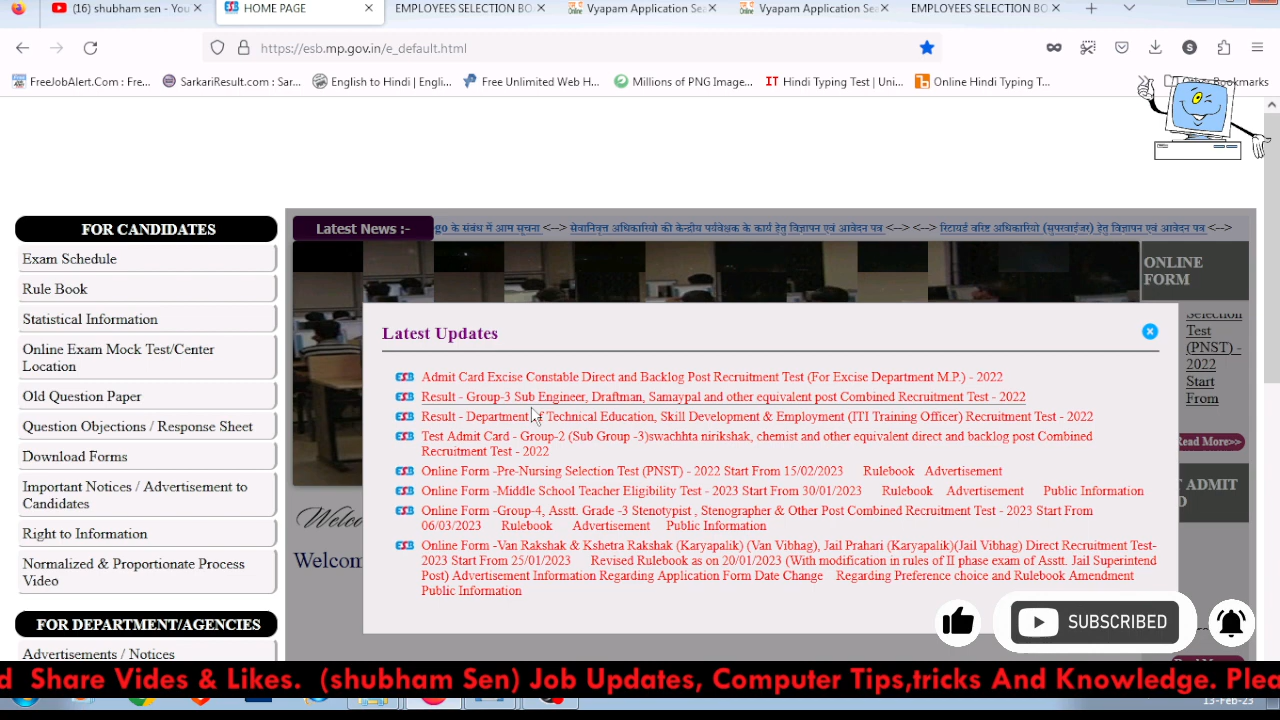 (16) shubham sen - You
HOME PAGE
EMPLOYEES SELECTION BO
Vyapam Application Se
Vyapam Application Se
EMPLOYEES SELECTION BO
https://esb.mp.gov.in/e_default.html
FreeJobAlert.Com : Fre...
SarkariResult.com : Sar...
English to Hindi | Engli...
Free Unlimited Web H...
Millions of PNG Image...
IT Hindi Typing Test | Uni...
Online Hindi Typing T...
Other Bookmarks
FOR CANDIDATES
Exam Schedule
Rule Book
Statistical Information
Online Exam Mock Test/Center
Location
Old Question Paper
Question Objections / Response Sheet
Download Forms
Important Notices / Advertisement to
Candidates
Right to Information
Normalized & Proportionate Process
Video
FOR DEPARTMENT/AGENCIES
Advertisements / Notices
Latest News :-
go के संबंध में आम सूचना <--> सेवानिवृत्त अधिकारियों की केन्द्रीय पर्यवेक्षक के कार्य हेतु विज्ञापन एवं आवेदन पत्र <--> <--> रिटायर्ड वरिष्ठ अधिकारियों (सुपरवाईजर) हेतु विज्ञापन एवं आवेदन पत्र <-->
ONLINE
FORM
Selection
Test
(PNST) -
2022
Start
From
Read More>>
ADMIT
Latest Updates
Admit Card Excise Constable Direct and Backlog Post Recruitment Test (For Excise Department M.P.) - 2022
Result - Group-3 Sub Engineer, Draftman, Samaypal and other equivalent post Combined Recruitment Test - 2022
Result - Department of Technical Education, Skill Development & Employment (ITI Training Officer) Recruitment Test - 2022
Test Admit Card - Group-2 (Sub Group -3)swachhta nirikshak, chemist and other equivalent direct and backlog post Combined
Recruitment Test - 2022
Online Form -Pre-Nursing Selection Test (PNST) - 2022 Start From 15/02/2023 Rulebook Advertisement
Online Form -Middle School Teacher Eligibility Test - 2023 Start From 30/01/2023 Rulebook Advertisement Public Information
Online Form -Group-4, Asstt. Grade -3 Stenotypist , Stenographer & Other Post Combined Recruitment Test - 2023 Start From
06/03/2023 Rulebook Advertisement Public Information
Online Form -Van Rakshak & Kshetra Rakshak (Karyapalik) (Van Vibhag), Jail Prahari (Karyapalik)(Jail Vibhag) Direct Recruitment Test-
2023 Start From 25/01/2023 Revised Rulebook as on 20/01/2023 (With modification in rules of II phase exam of Asstt. Jail Superintend
Post) Advertisement Information Regarding Application Form Date Change Regarding Preference choice and Rulebook Amendment
Public Information
Welco
Welcom
SUBSCRIBED
d Share Vides & Likes. (shubham Sen) Job Updates, Computer Tips,tricks And Knowledge. Plea
13-Feb-23